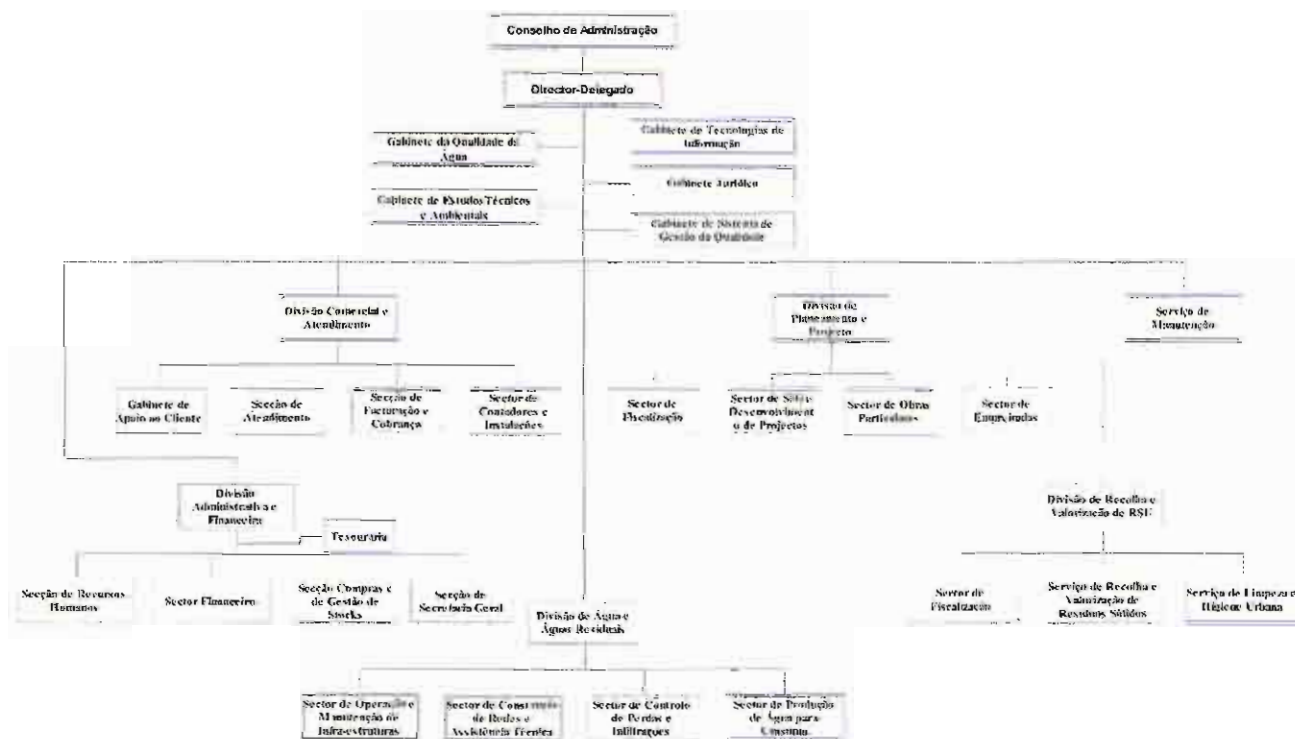 Conselho de Administração
Director-Delegado
Gabinete da Qualidade da
Água
Gabinete de Tecnologias de
Informação
Gabinete Jurídico
Gabinete de Estudos Técnicos
e Ambientais
Gabinete de Sistema de
Gestão da Qualidade
Divisão Comercial e
Atendimento
Divisão de
Planeamento e
Projecto
Serviço de
Manutenção
Gabinete de
Apoio ao Cliente
Secção de
Atendimento
Secção de
Facturação e
Cobrança
Sector de
Contadores e
Instalações
Sector de
Fiscalização
Sector de
Desenvolviment
o de Projectos
Sector de Obras
Particulares
Sector de
Empreitadas
Divisão
Administrativa e
Financeira
Tesouraria
Divisão de Recolha e
Valorização de RSU
Secção de Recursos
Humanos
Sector Financeiro
Secção Compras e
de Gestão de
Stocks
Secção de
Secretaria Geral
Divisão de Água e
Águas Residuais
Sector de
Fiscalização
Serviço de Recolha e
Valorização de
Resíduos Sólidos
Serviço de Limpeza e
Higiene Urbana
Sector de Operação e
Manutenção de
Infra-estruturas
Sector de Construção
de Redes e
Assistência Técnica
Sector de Controlo
de Perdas e
Infiltrações
Sector de Produção
de Água para
Consumo